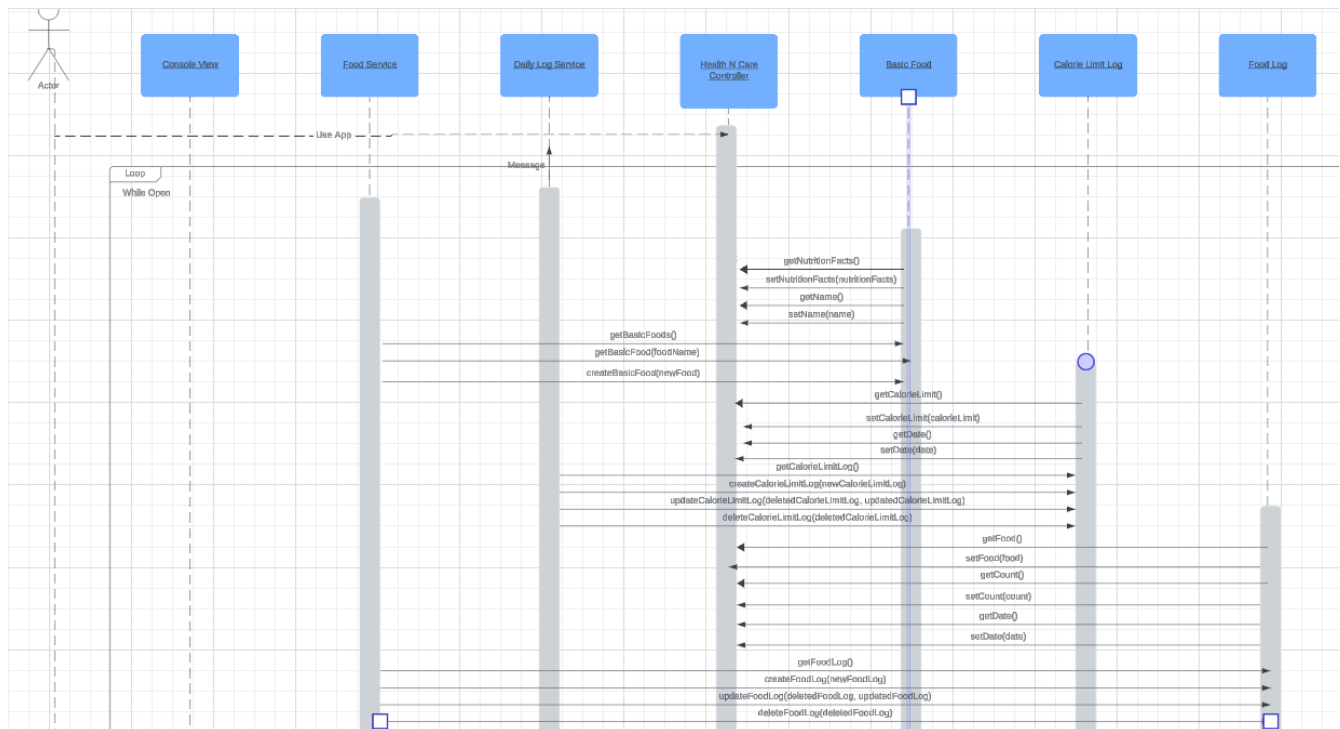 Console View
Food Service
Daily Log Service
Health N Care
Controller
Basic Food
Calorie Limit Log
Food Log
Actor
Use App
Message
Loop
While Open
getNutritionFacts()
setNutritionFacts(nutritionFacts)
getName()
setName(name)
getBasicFoods()
getBasicFood(foodName)
createBasicFood(newFood)
getCalorieLimit()
setCalorieLimit(calorieLimit)
getDate()
setDate(date)
getCalorieLimitLog()
createCalorieLimitLog(newCalorieLimitLog)
updateCalorieLimitLog(deletedCalorieLimitLog, updatedCalorieLimitLog)
deleteCalorieLimitLog(deletedCalorieLimitLog)
getFood()
setFood(food)
getCount()
setCount(count)
getDate()
setDate(date)
getFoodLog()
createFoodLog(newFoodLog)
updateFoodLog(deletedFoodLog, updatedFoodLog)
deleteFoodLog(deletedFoodLog)